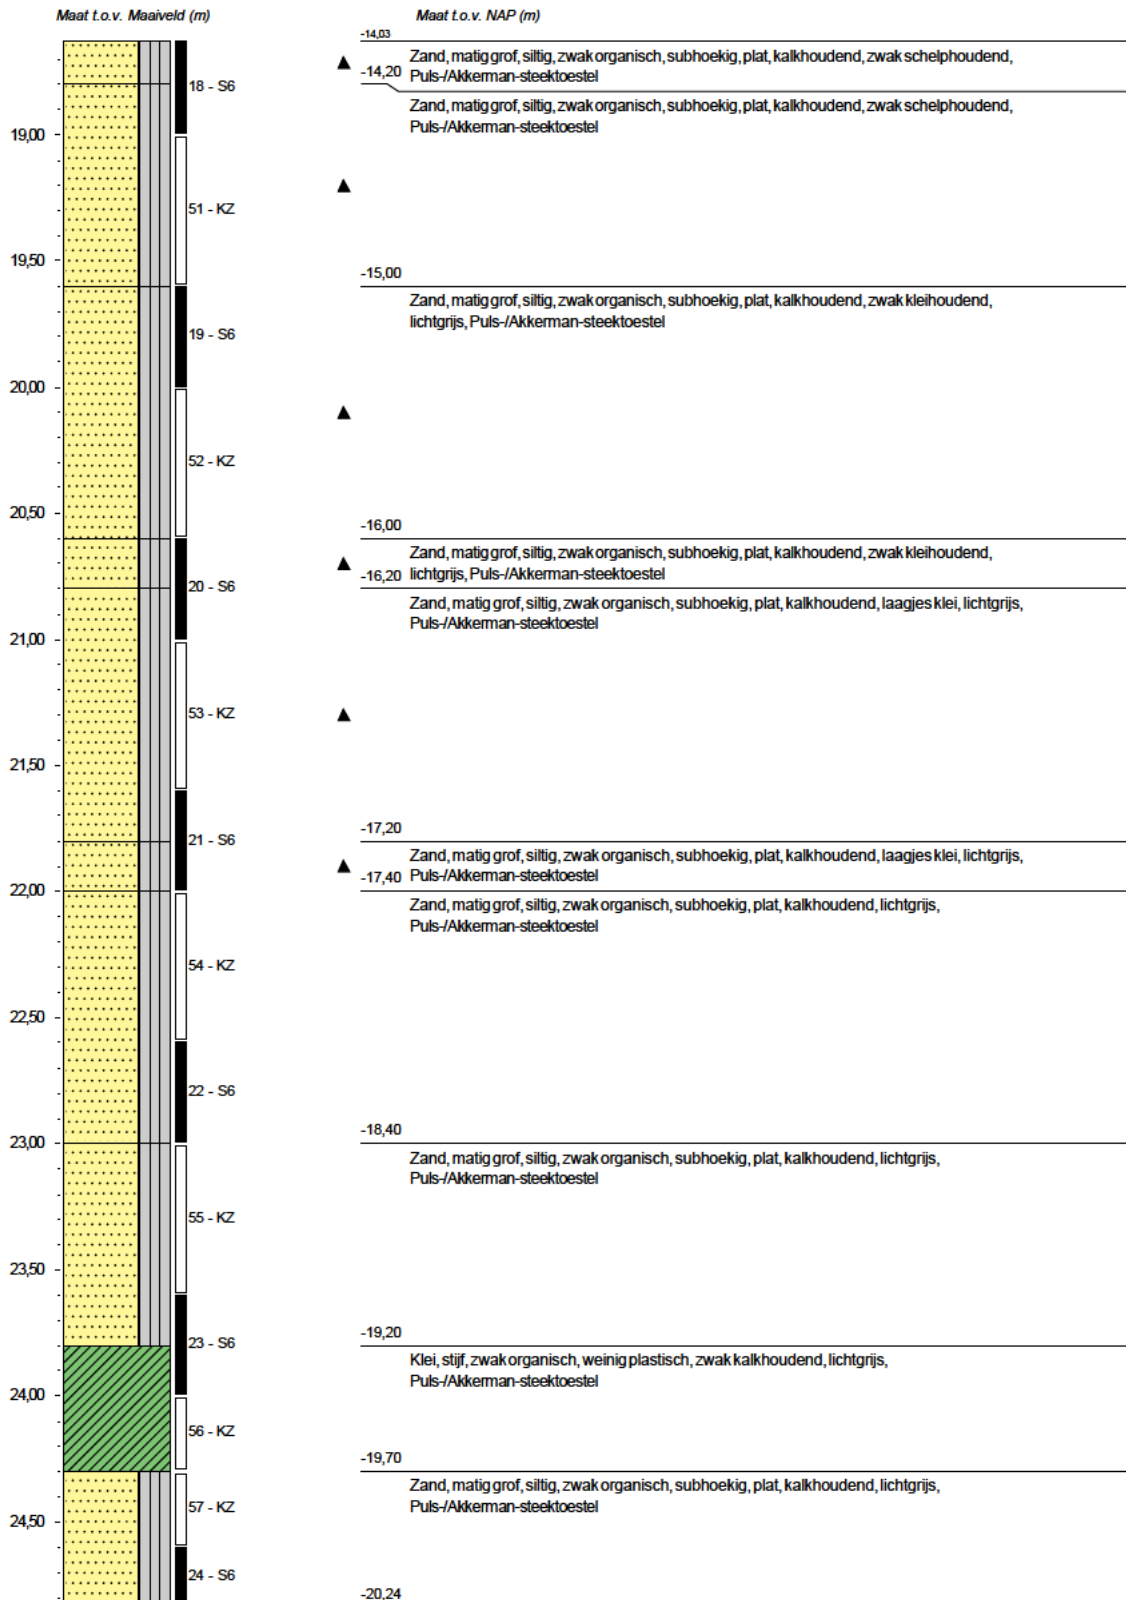 Maat t.o.v. Maaiveld (m)
Maat t.o.v. NAP (m)
-14,03
Zand, matig grof, siltig, zwak organisch, subhoekig, plat, kalkhoudend, zwak schelphoudend,
-14,20 Puls-/Akkerman-steektoestel
18 - S6
Zand, matig grof, siltig, zwak organisch, subhoekig, plat, kalkhoudend, zwak schelphoudend,
Puls-/Akkerman-steektoestel
19,00
51 - KZ
19,50
-15,00
Zand, matig grof, siltig, zwak organisch, subhoekig, plat, kalkhoudend, zwak kleihoudend,
lichtgrijs, Puls-/Akkerman-steektoestel
19 - S6
20,00
52 - KZ
20,50
-16,00
Zand, matig grof, siltig, zwak organisch, subhoekig, plat, kalkhoudend, zwak kleihoudend,
-16,20 lichtgrijs, Puls-/Akkerman-steektoestel
20 - S6
Zand, matig grof, siltig, zwak organisch, subhoekig, plat, kalkhoudend, laagjes klei, lichtgrijs,
Puls-/Akkerman-steektoestel
21,00
53 - KZ
21,50
-17,20
21 - S6
Zand, matig grof, siltig, zwak organisch, subhoekig, plat, kalkhoudend, laagjes klei, lichtgrijs,
-17,40 Puls-/Akkerman-steektoestel
22,00
Zand, matig grof, siltig, zwak organisch, subhoekig, plat, kalkhoudend, lichtgrijs,
Puls-/Akkerman-steektoestel
54 - KZ
22,50
22 - S6
-18,40
23,00
Zand, matig grof, siltig, zwak organisch, subhoekig, plat, kalkhoudend, lichtgrijs,
Puls-/Akkerman-steektoestel
55 - KZ
23,50
-19,20
23 - S6
Klei, stijf, zwak organisch, weinig plastisch, zwak kalkhoudend, lichtgrijs,
Puls-/Akkerman-steektoestel
24,00
56 - KZ
-19,70
Zand, matig grof, siltig, zwak organisch, subhoekig, plat, kalkhoudend, lichtgrijs,
Puls-/Akkerman-steektoestel
57 - KZ
24,50
24 - S6
-20,24